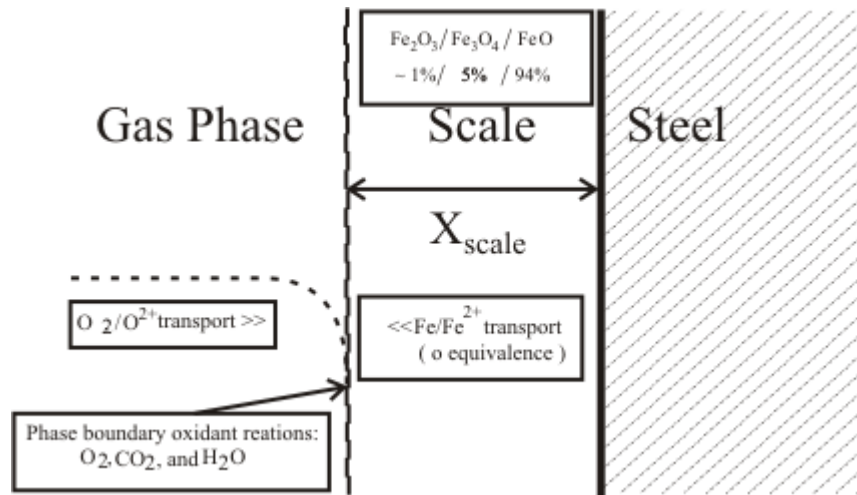 Fe₂O₃/Fe₃O₄/ FeO
~ 1%/ 5% / 94%
Gas Phase
Scale
Steel
X scale
O 2/O²⁺transport >>
<<Fe/Fe²⁺ transport
( o equivalence )
Phase boundary oxidant reations:
O₂,CO₂, and H₂O